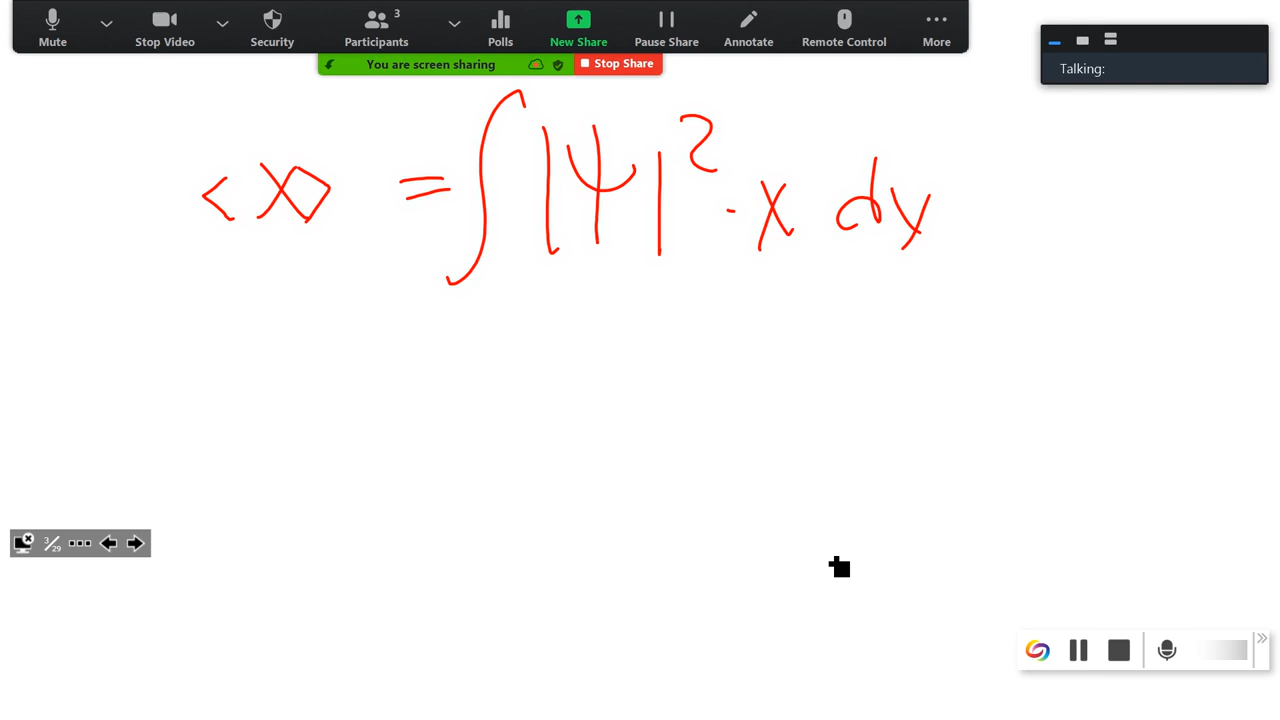 Mute Stop Video Security Participants 3 Polls New Share Pause Share Annotate Remote Control More
You are screen sharing Stop Share
Talking:
<x> = ∫|Ψ|² · x dx
3/29